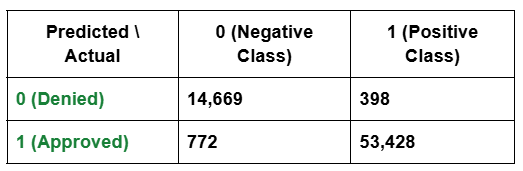 Predicted \ 0 (Negative 1 (Positive
Actual Class) Class)
0 (Denied) 14,669 398
1 (Approved) 772 53,428